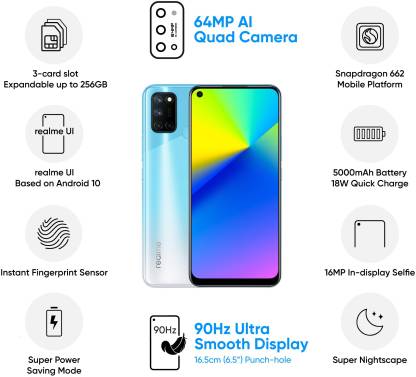 64MP
64MP AI
Quad Camera
3-card slot
Expandable up to 256GB
Snapdragon 662
Mobile Platform
realme UI
realme UI
Based on Android 10
5000mAh Battery
18W Quick Charge
realme
Instant Fingerprint Sensor
16MP In-display Selfie
90Hz
90Hz Ultra
Smooth Display
16.5cm (6.5") Punch-hole
Super Power
Saving Mode
Super Nightscape